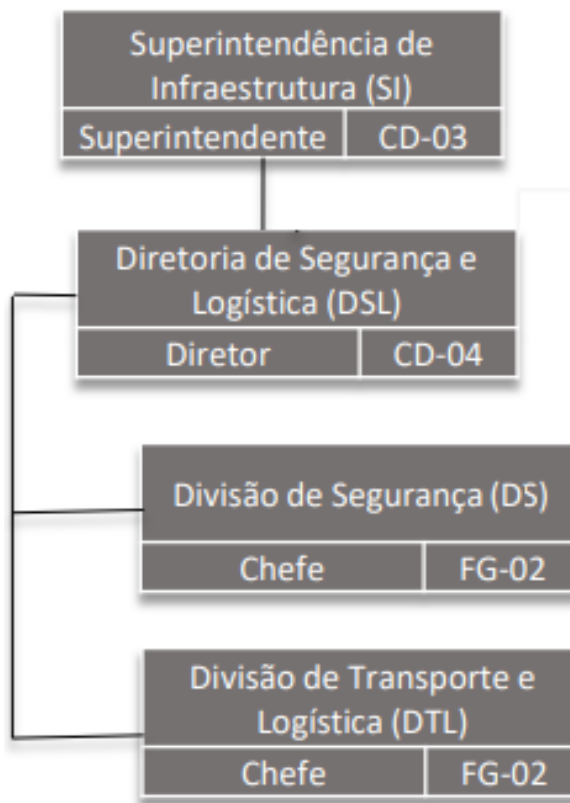 Superintendência de
Infraestrutura (SI)
Superintendente CD-03
Diretoria de Segurança e
Logística (DSL)
Diretor CD-04
Divisão de Segurança (DS)
Chefe FG-02
Divisão de Transporte e
Logística (DTL)
Chefe FG-02